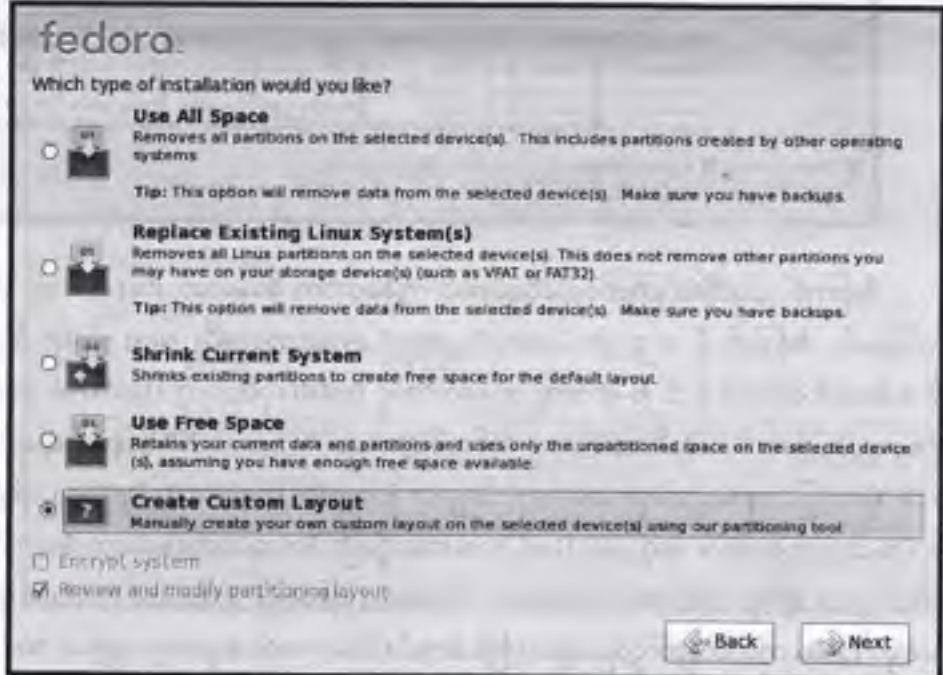 fedora
Which type of installation would you like?
Use All Space
Removes all partitions on the selected device(s). This includes partitions created by other operating
systems
Tip: This option will remove data from the selected device(s). Make sure you have backups.
Replace Existing Linux System(s)
Removes all Linux partitions on the selected device(s). This does not remove other partitions you
may have on your storage device(s) (such as VFAT or FAT32).
Tip: This option will remove data from the selected device(s). Make sure you have backups.
Shrink Current System
Shrinks existing partitions to create free space for the default layout.
Use Free Space
Retains your current data and partitions and uses only the unpartitioned space on the selected device
(s), assuming you have enough free space available.
Create Custom Layout
?
Manually create your own custom layout on the selected device(s) using our partitioning tool
Encrypt system
Review and modify partitioning layout
Back
Next